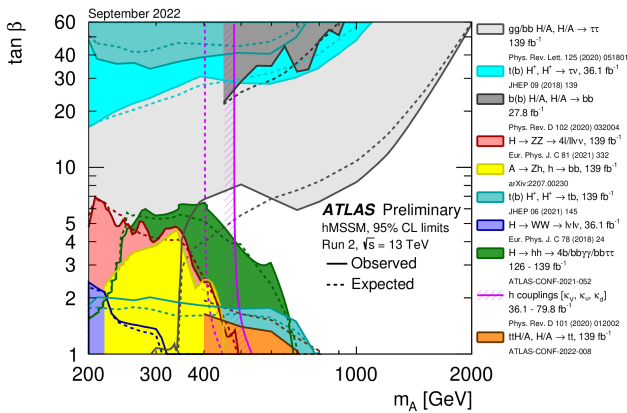 September 2022
tan β
60
40
30
20
10
6
5
4
3
2
1
200
300
400
1000
2000
m_A [GeV]
ATLAS Preliminary
hMSSM, 95% CL limits
Run 2, √s = 13 TeV
Observed
Expected
gg/bb H/A, H/A → ττ
139 fb⁻¹
Phys. Rev. Lett. 125 (2020) 051801
t(b) H⁺, H⁺ → τν, 36.1 fb⁻¹
JHEP 09 (2018) 139
b(b) H/A, H/A → bb
27.8 fb⁻¹
Phys. Rev. D 102 (2020) 032004
H → ZZ → 4l/llνν, 139 fb⁻¹
Eur. Phys. J. C 81 (2021) 332
A → Zh, h → bb, 139 fb⁻¹
arXiv:2207.00230
t(b) H⁺, H⁺ → tb, 139 fb⁻¹
JHEP 06 (2021) 145
H → WW → lνlν, 36.1 fb⁻¹
Eur. Phys. J. C 78 (2018) 24
H → hh → 4b/bbγγ/bbττ
126 - 139 fb⁻¹
ATLAS-CONF-2021-052
h couplings [κ_V, κ_u, κ_d]
36.1 - 79.8 fb⁻¹
Phys. Rev. D 101 (2020) 012002
ttH/A, H/A → tt, 139 fb⁻¹
ATLAS-CONF-2022-008